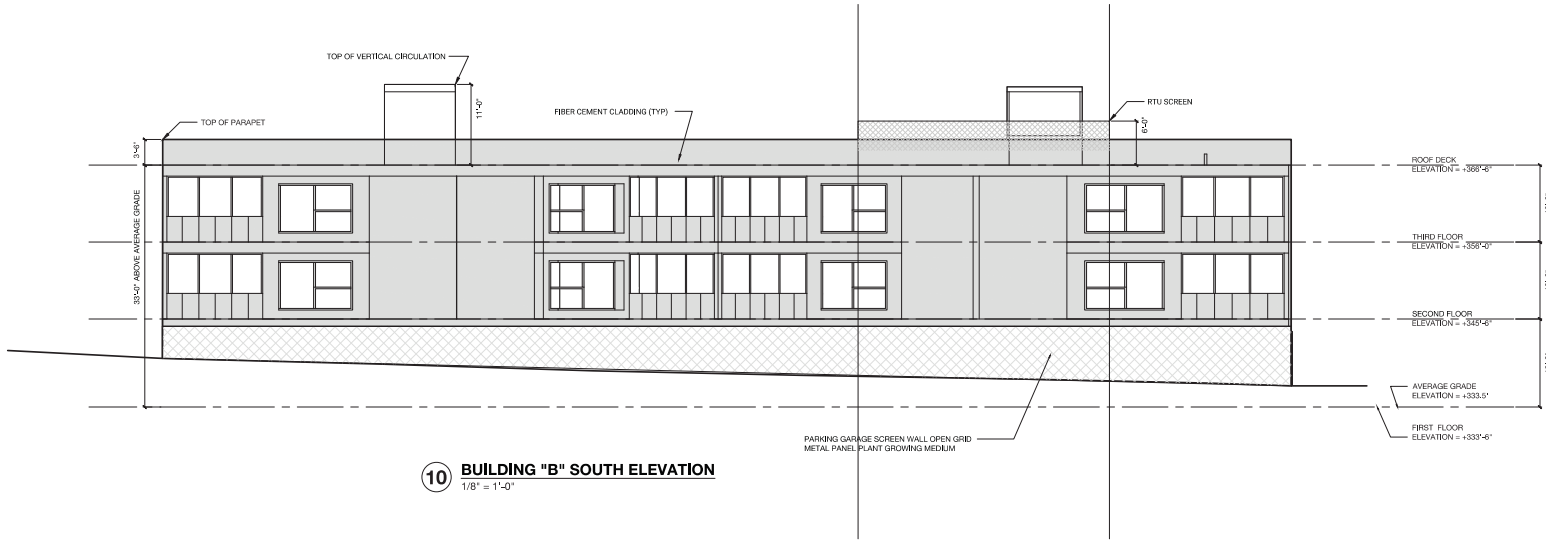 TOP OF VERTICAL CIRCULATION
11'-0"
FIBER CEMENT CLADDING (TYP)
RTU SCREEN
6'-0"
TOP OF PARAPET
3'-6"
33'-0" ABOVE AVERAGE GRADE
ROOF DECK
ELEVATION = +366'-6"
THIRD FLOOR
ELEVATION = +356'-0"
SECOND FLOOR
ELEVATION = +345'-6"
AVERAGE GRADE
ELEVATION = +333.5'
FIRST FLOOR
ELEVATION = +333'-6"
PARKING GARAGE SCREEN WALL OPEN GRID
METAL PANEL PLANT GROWING MEDIUM
10 BUILDING "B" SOUTH ELEVATION
1/8" = 1'-0"